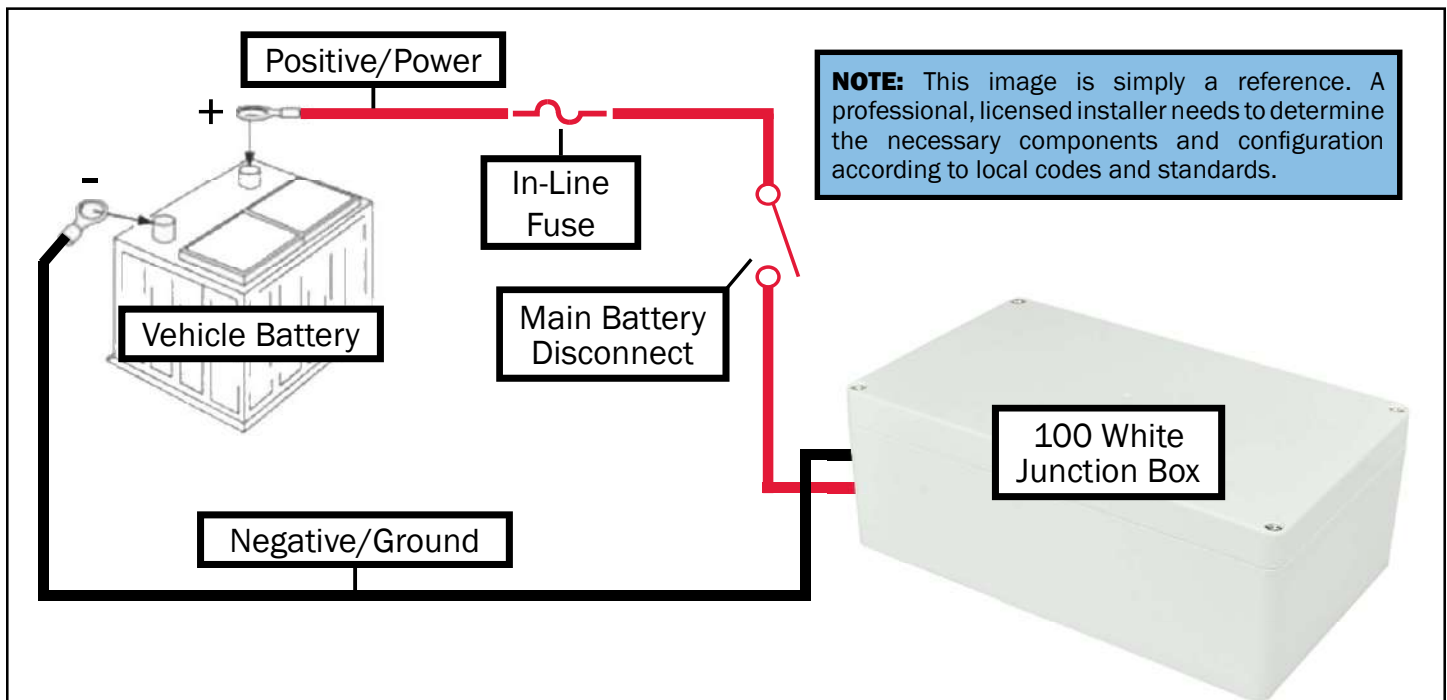 Positive/Power
NOTE: This image is simply a reference. A
professional, licensed installer needs to determine
the necessary components and configuration
according to local codes and standards.
+
-
In-Line
Fuse
Vehicle Battery
Main Battery
Disconnect
100 White
Junction Box
Negative/Ground